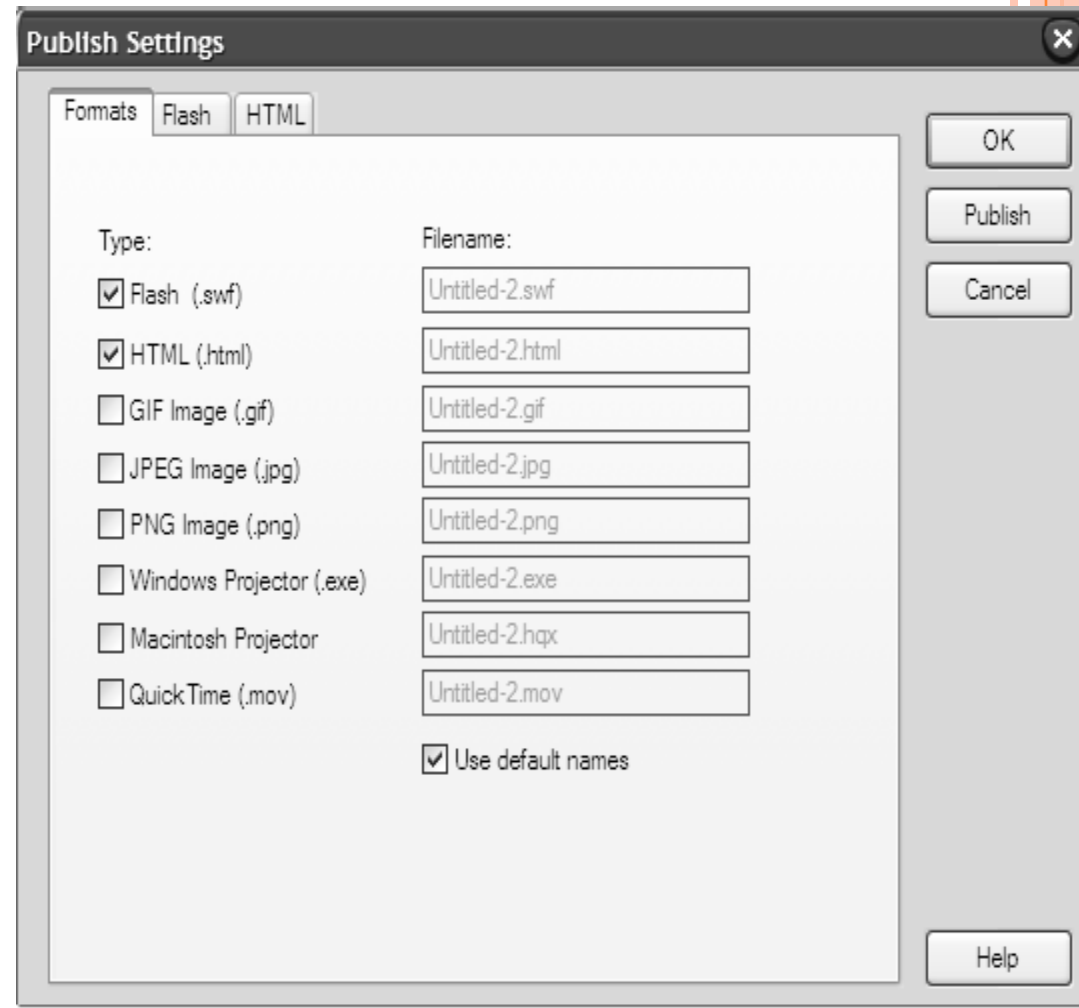 Publish Settings
Formats Flash HTML
OK
Publish
Cancel
Type: Filename:
Flash (.swf) Untitled-2.swf
HTML (.html) Untitled-2.html
GIF Image (.gif) Untitled-2.gif
JPEG Image (.jpg) Untitled-2.jpg
PNG Image (.png) Untitled-2.png
Windows Projector (.exe) Untitled-2.exe
Macintosh Projector Untitled-2.hqx
QuickTime (.mov) Untitled-2.mov
Use default names
Help